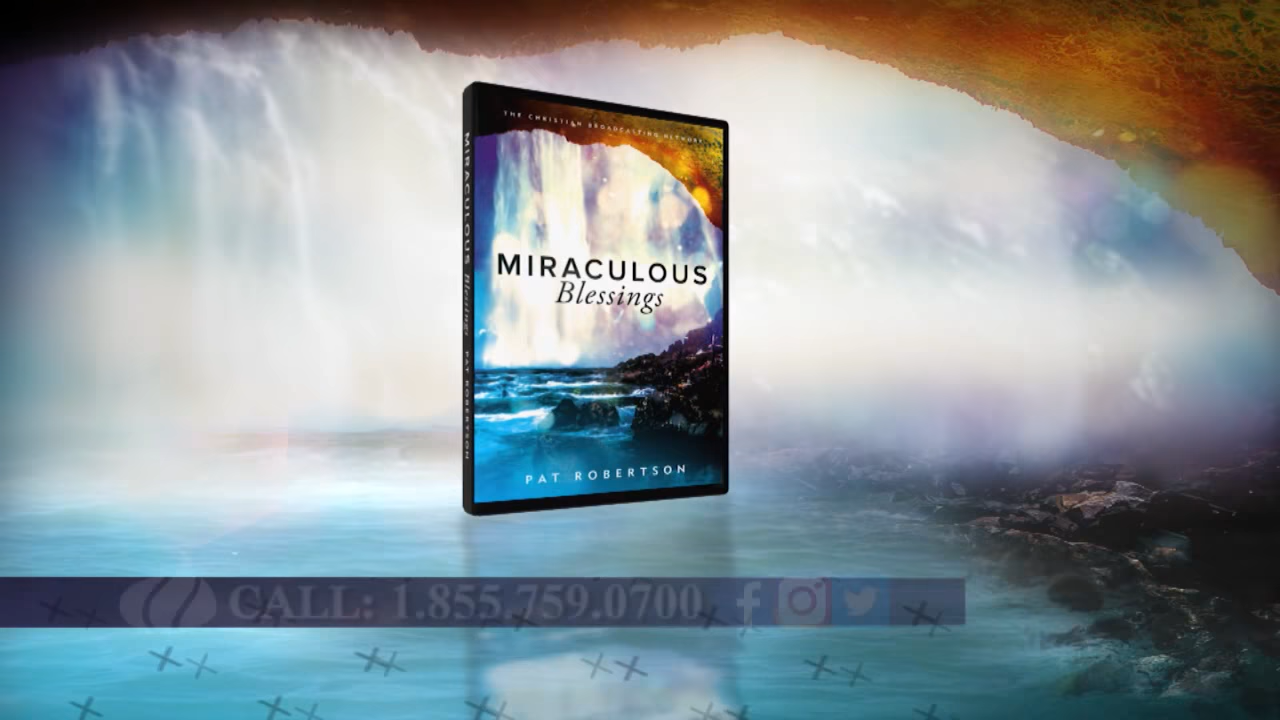 THE CHRISTIAN BROADCASTING NETWORK
MIRACULOUS
Blessings
PAT ROBERTSON
MIRACULOUS Blessings PAT ROBERTSON
CALL: 1.855.759.0700